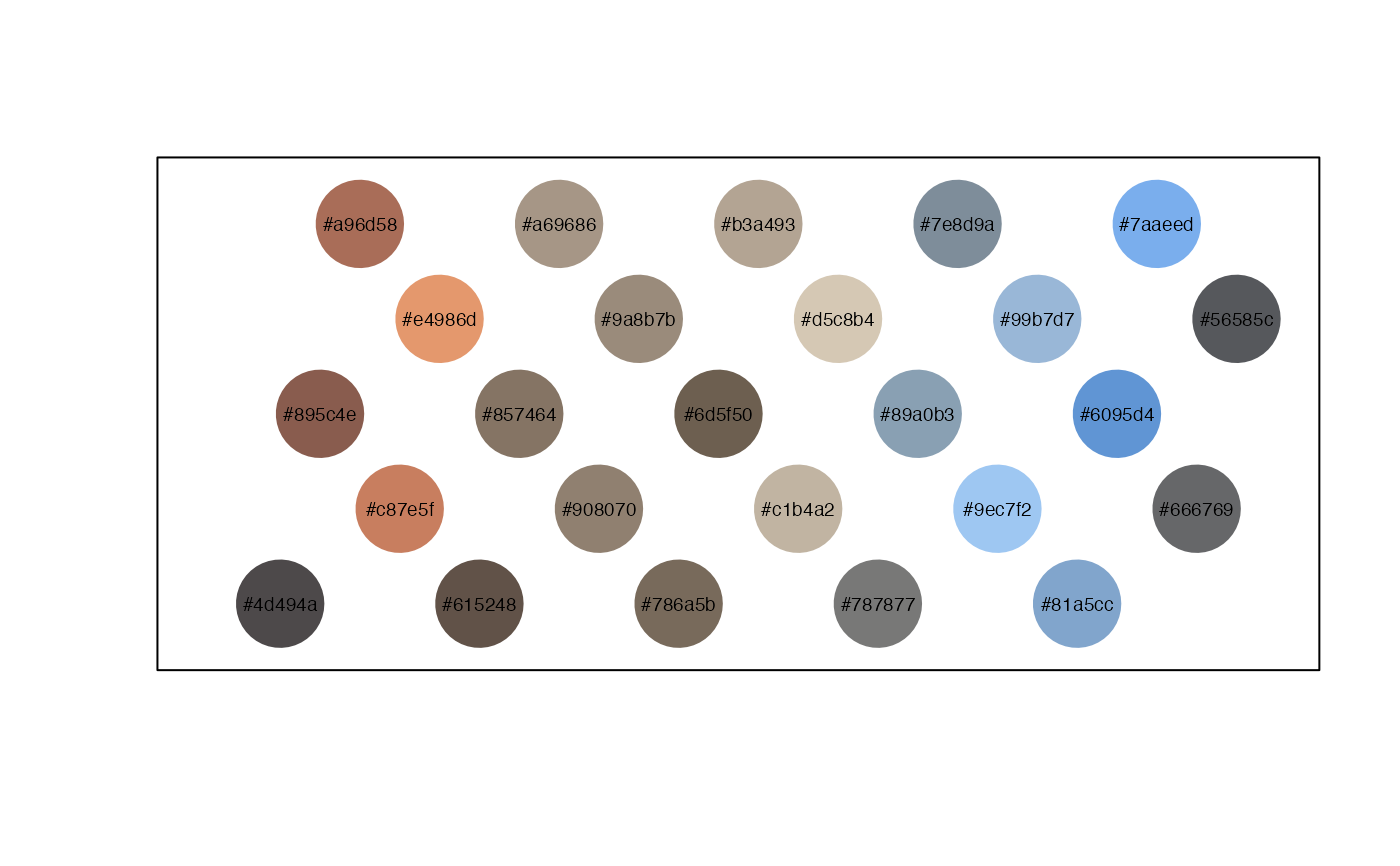 #a96d58 #a69686 #b3a493 #7e8d9a #7aaeed
#e4986d #9a8b7b #d5c8b4 #99b7d7 #56585c
#895c4e #857464 #6d5f50 #89a0b3 #6095d4
#c87e5f #908070 #c1b4a2 #9ec7f2 #666769
#4d494a #615248 #786a5b #787877 #81a5cc